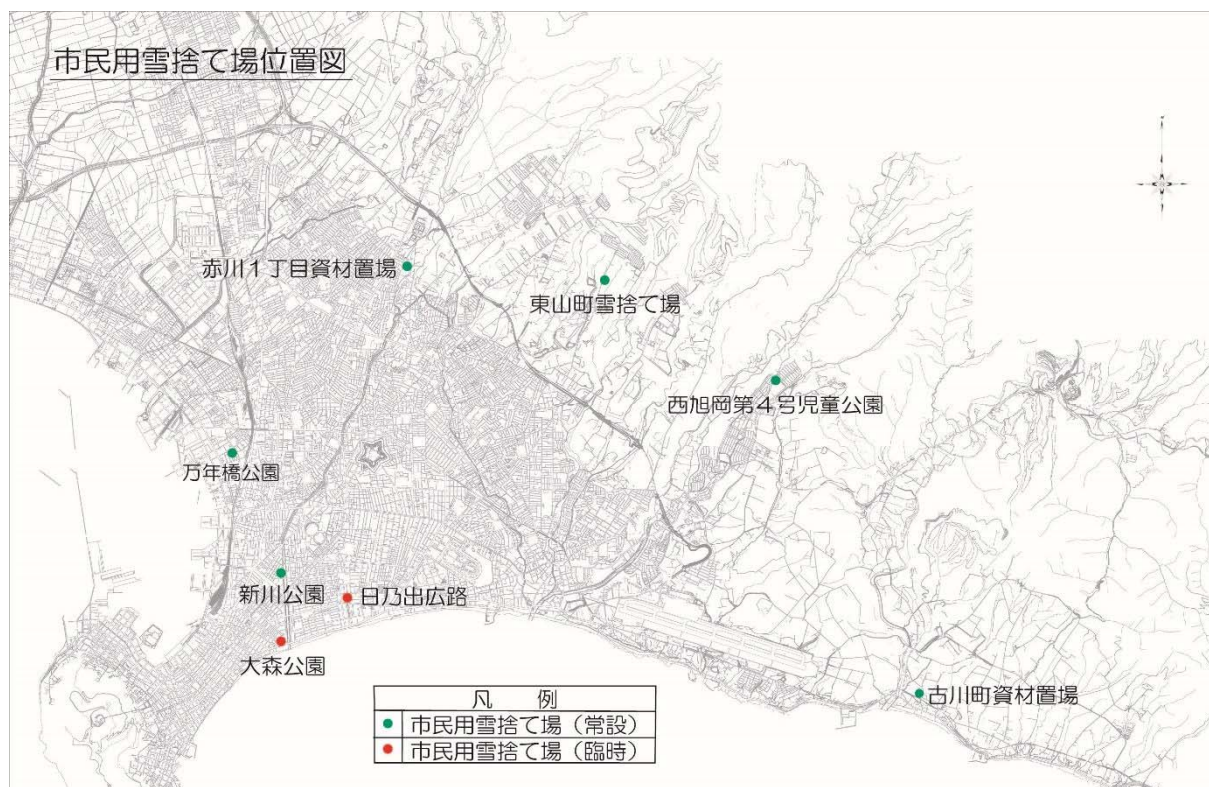 市民用雪捨て場位置図
赤川１丁目資材置場
東山町雪捨て場
西旭岡第４号児童公園
万年橋公園
新川公園
日乃出広路
大森公園
古川町資材置場
凡例
市民用雪捨て場（常設）
市民用雪捨て場（臨時）